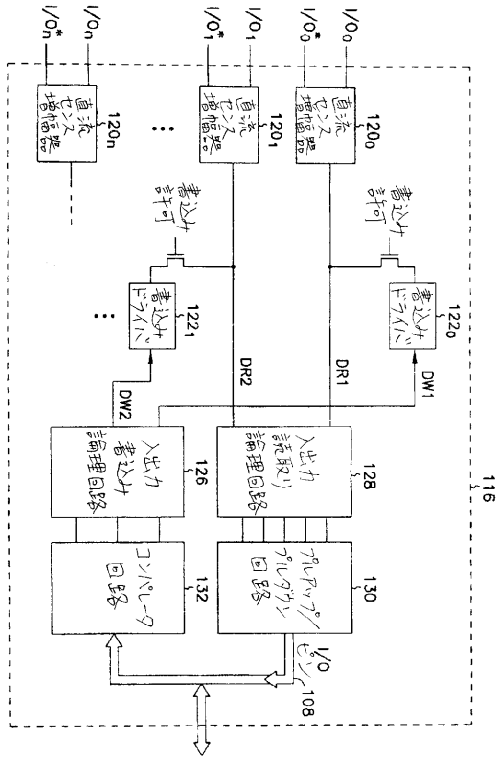 I/O₀
I/O₀*
I/O₁
I/O₁*
I/Oₙ
I/Oₙ*
直流
センス
増幅器
120₀
直流
センス
増幅器
120₁
直流
センス
増幅器
120n
書込み
許可
書込み
許可
書込み
ドライバ
122₀
書込み
ドライバ
122₁
DR1
DR2
DW1
DW2
入出力
読取り
論理回路
128
入出力
書込み
論理回路
126
プルアップ/
プルダウン
回路
130
コンパレータ
回路
132
I/O
ピン
108
116